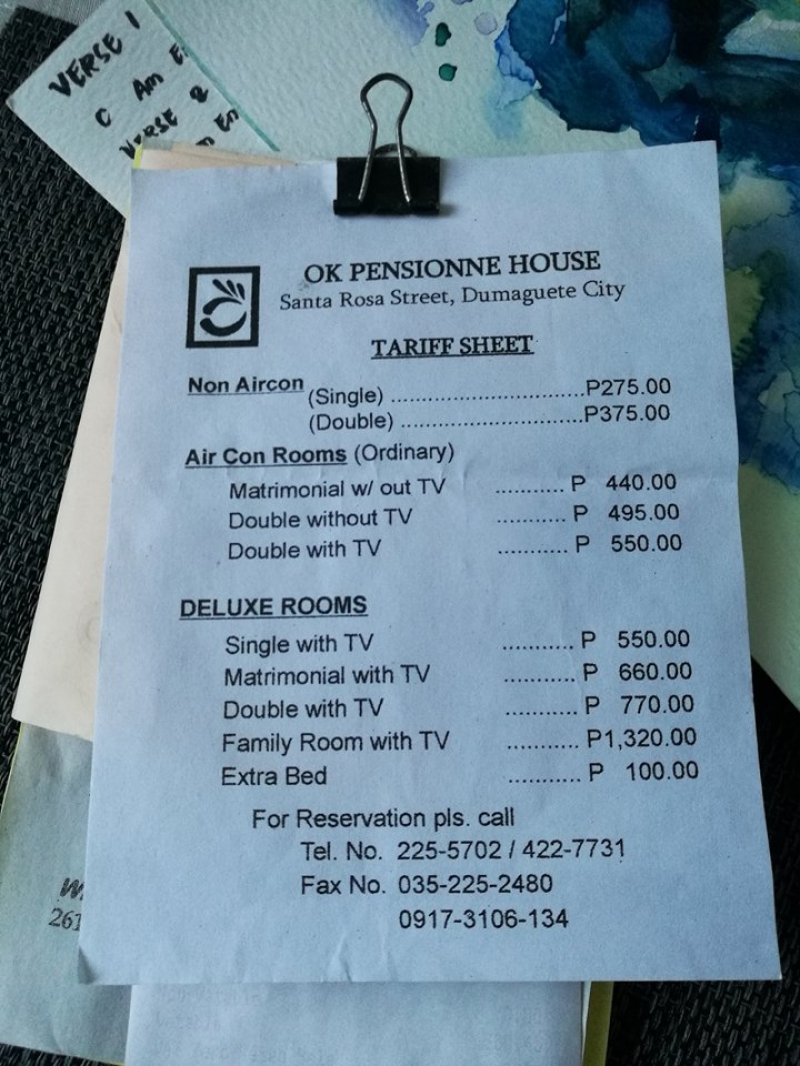 VERSE 1
C Am E
VERSE 2
m Em
OK PENSIONNE HOUSE
Santa Rosa Street, Dumaguete City
TARIFF SHEET
Non Aircon (Single) ..................................P275.00
(Double) ................................P375.00
Air Con Rooms (Ordinary)
Matrimonial w/ out TV ........... P 440.00
Double without TV ........... P 495.00
Double with TV ........... P 550.00
DELUXE ROOMS
Single with TV ........... P 550.00
Matrimonial with TV ........... P 660.00
Double with TV ........... P 770.00
Family Room with TV ........... P1,320.00
Extra Bed ........... P 100.00
For Reservation pls. call
Tel. No. 225-5702 / 422-7731
Fax No. 035-225-2480
0917-3106-134
261